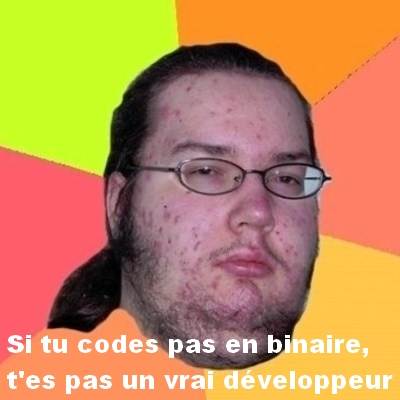 Si tu codes pas en binaire,
t'es pas un vrai développeur